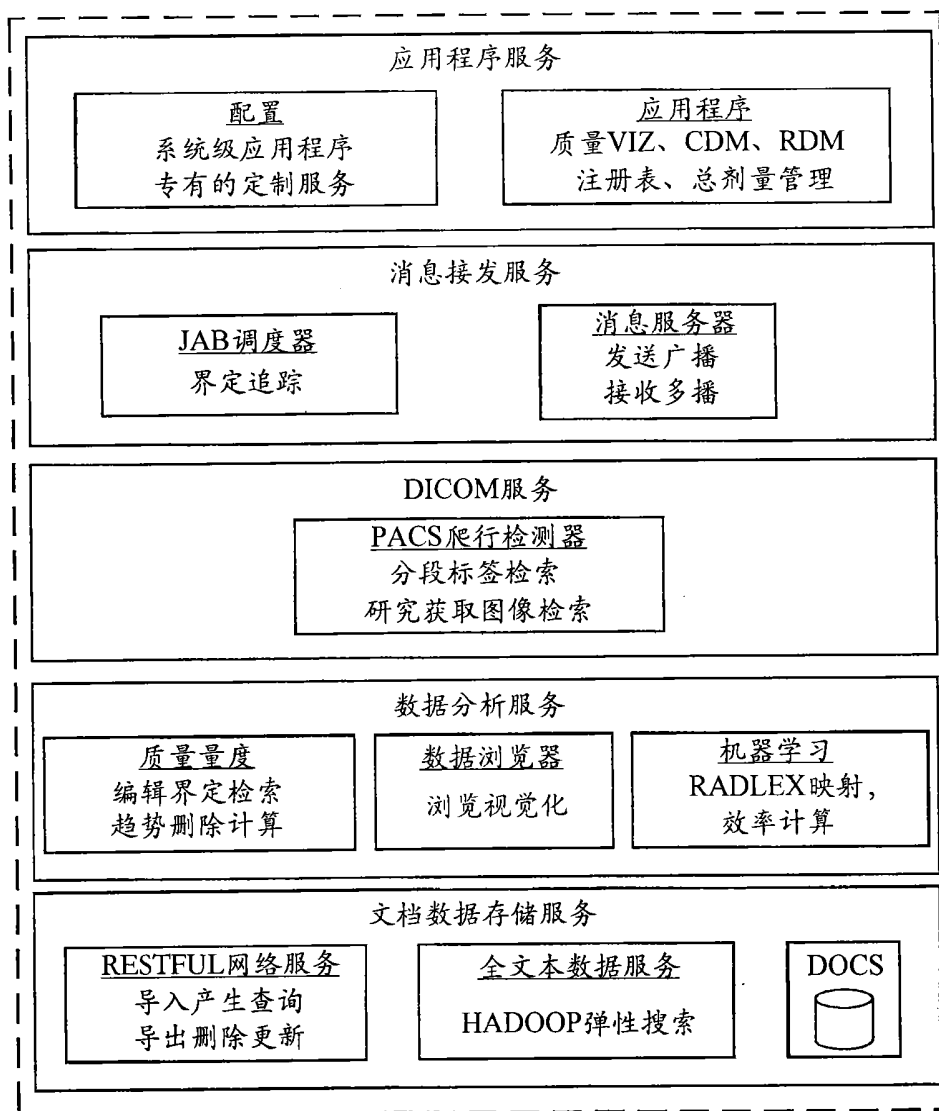 应用程序服务
配置
系统级应用程序
专有的定制服务
应用程序
质量VIZ、CDM、RDM
注册表、总剂量管理
消息接发服务
JAB调度器
界定追踪
消息服务器
发送广播
接收多播
DICOM服务
PACS爬行检测器
分段标签检索
研究获取图像检索
数据分析服务
质量量度
编辑界定检索
趋势删除计算
数据浏览器
浏览视觉化
机器学习
RADLEX映射，
效率计算
文档数据存储服务
RESTFUL网络服务
导入产生查询
导出删除更新
全文本数据服务
HADOOP弹性搜索
DOCS